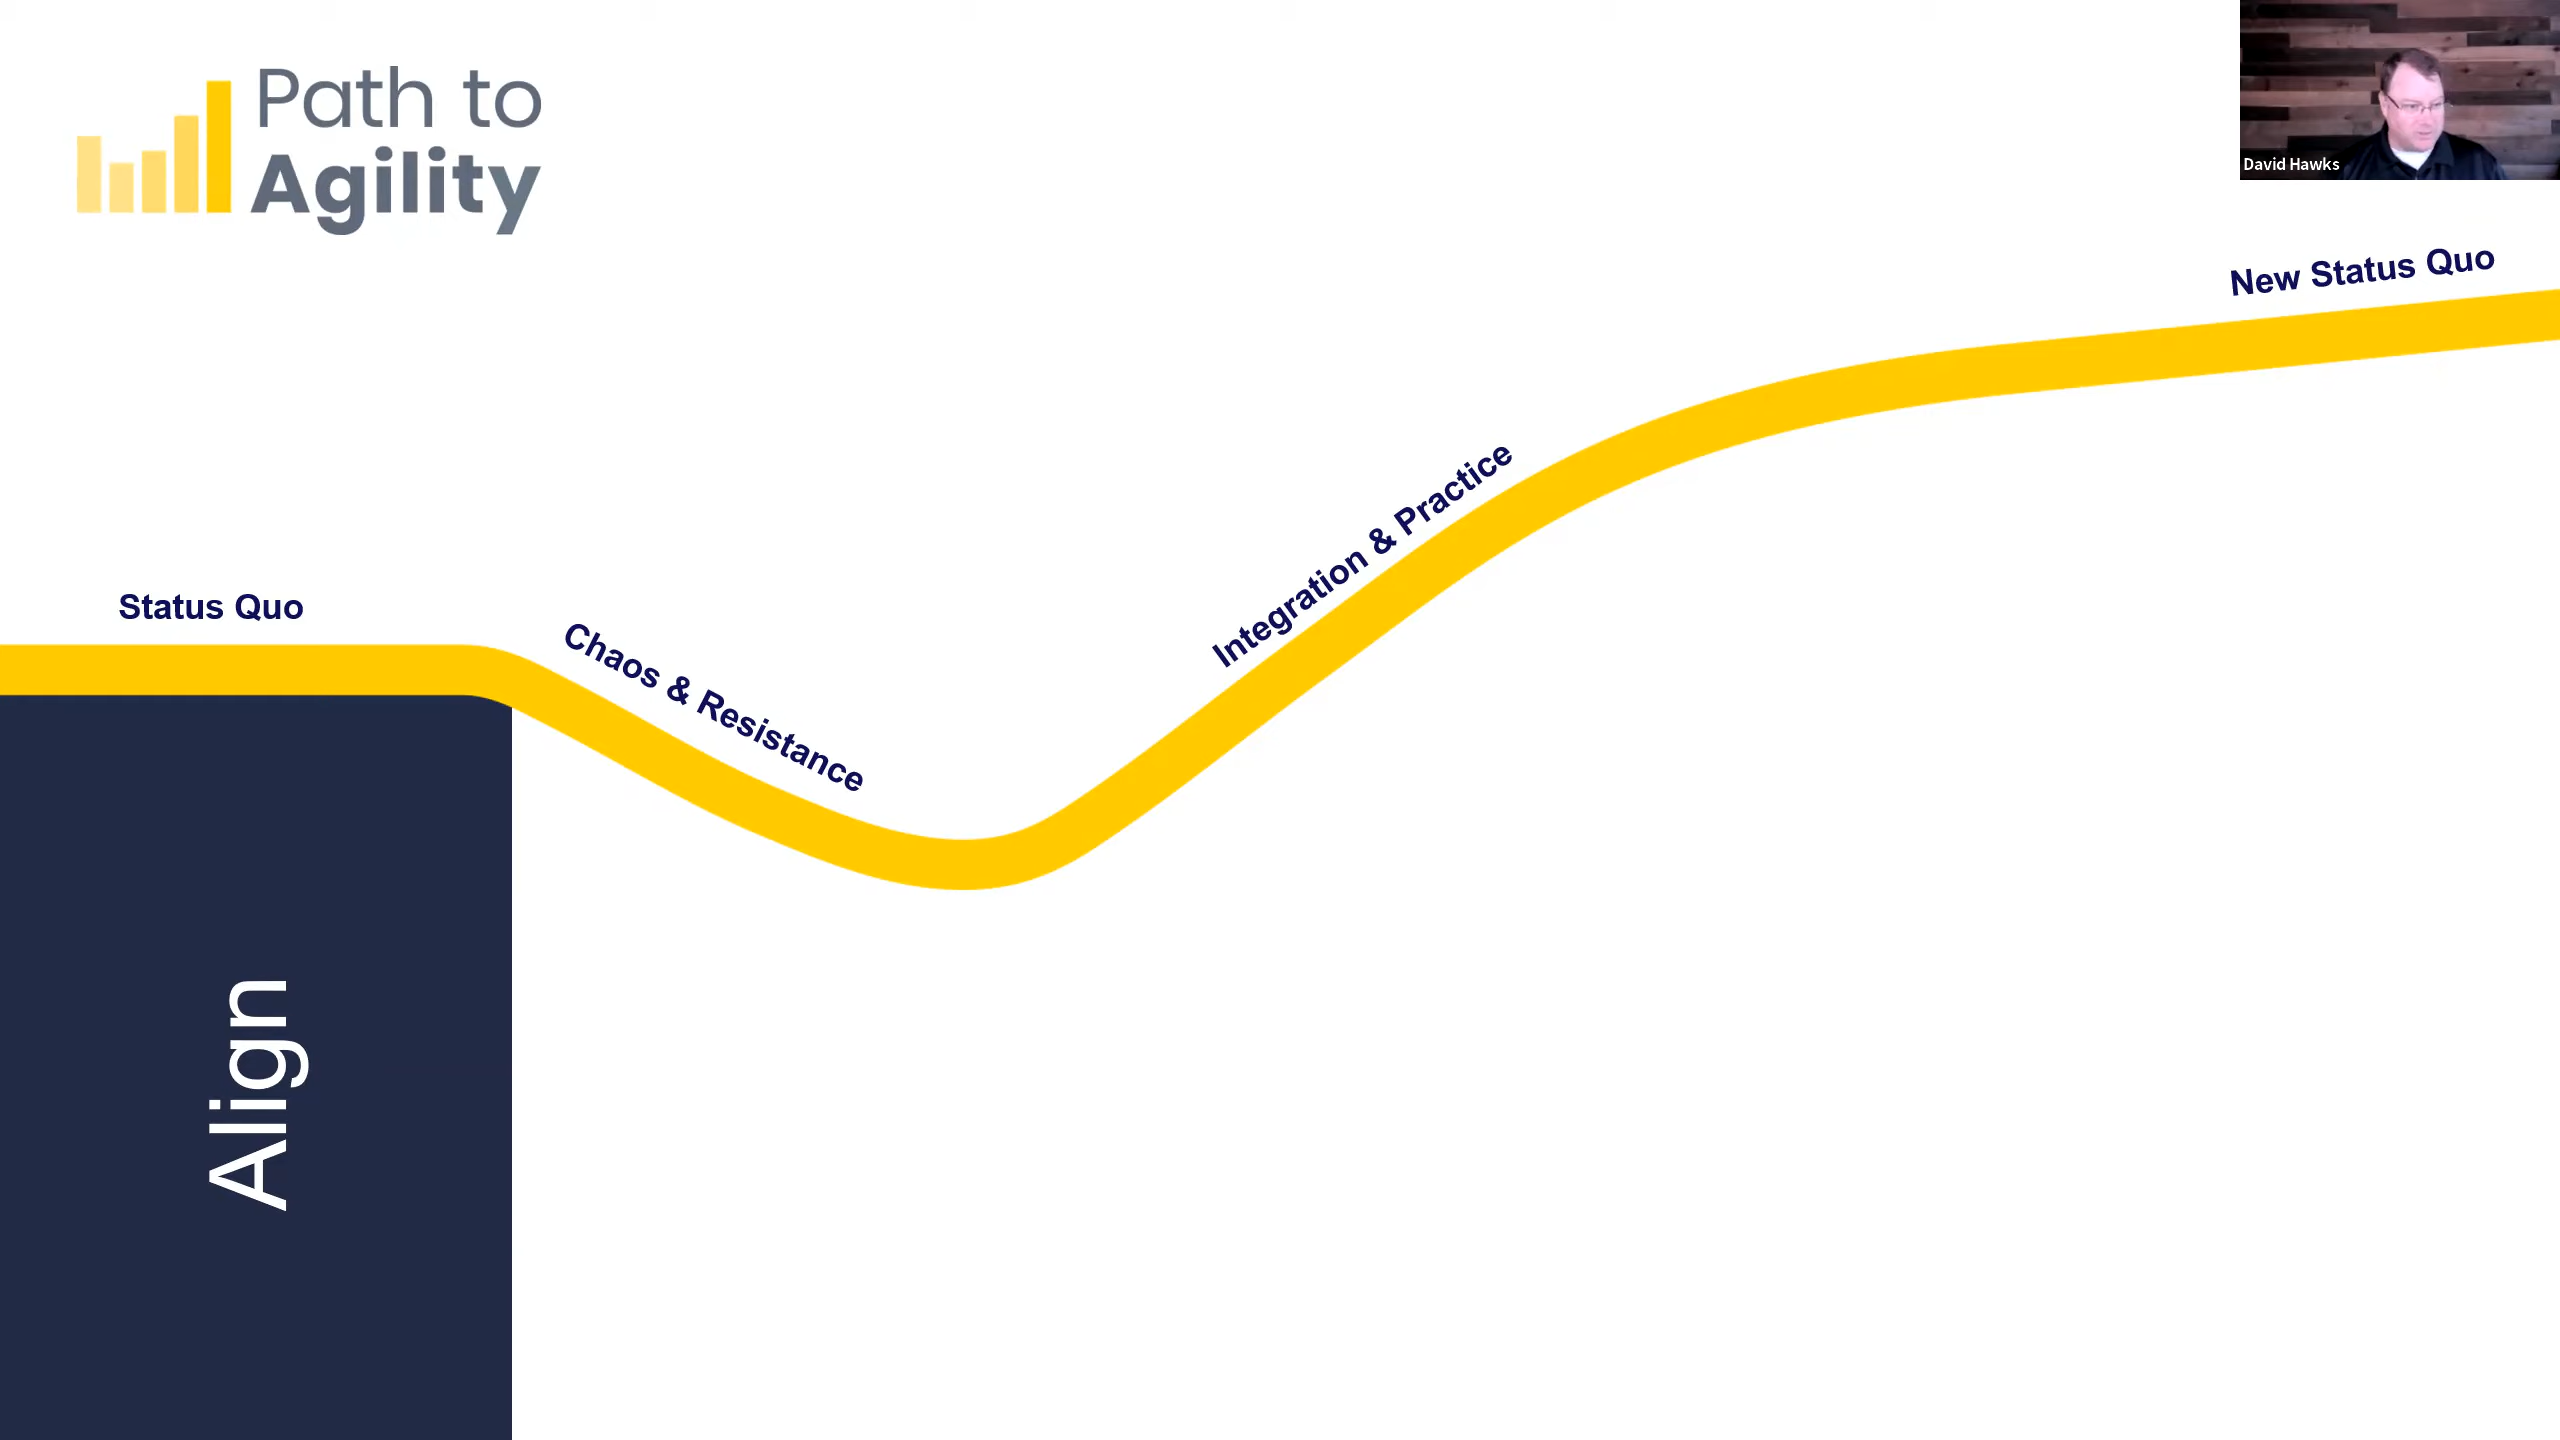 Path to
Agility
David Hawks
New Status Quo
Integration & Practice
Status Quo
Chaos & Resistance
Align